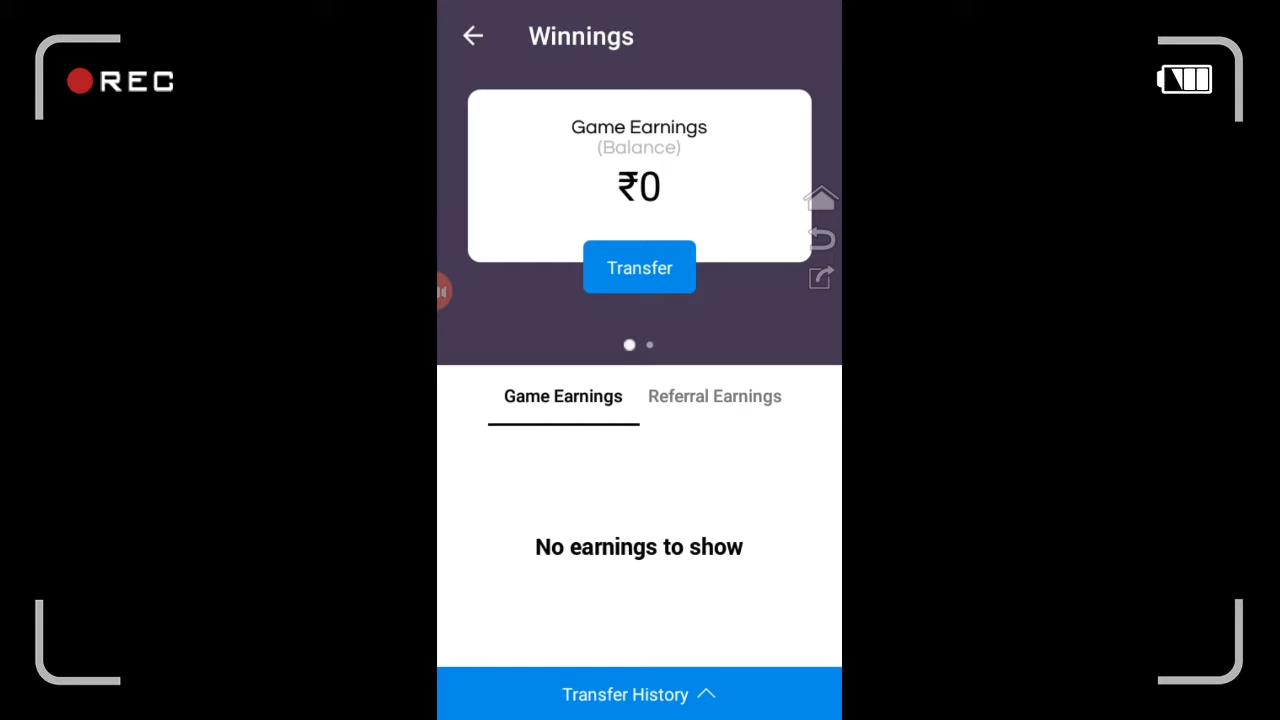 REC
Winnings
Game Earnings
(Balance)
₹0
Transfer
Game Earnings Referral Earnings
No earnings to show
Transfer History